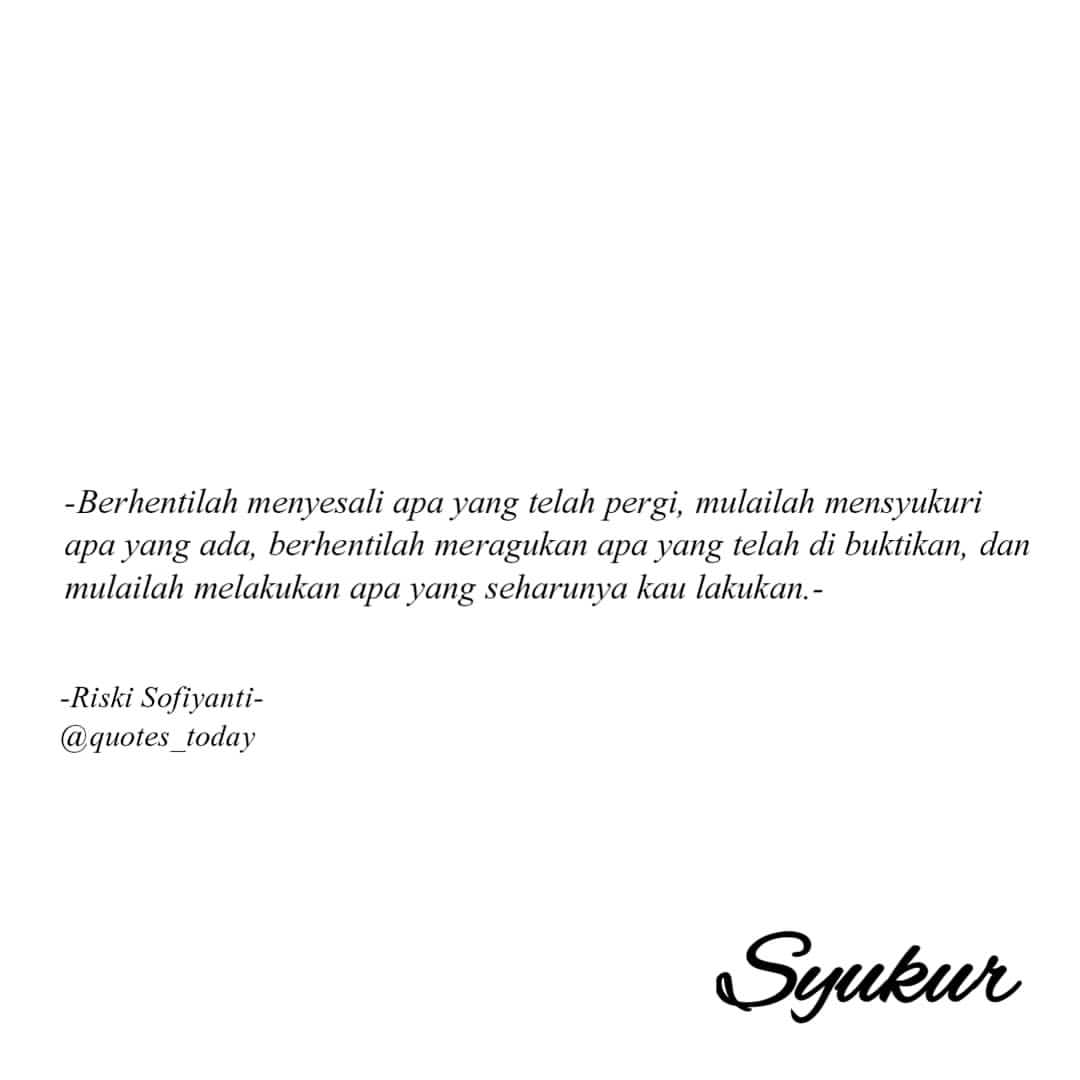 -Berhentilah menyesali apa yang telah pergi, mulailah mensyukuri
apa yang ada, berhentilah meragukan apa yang telah di buktikan, dan
mulailah melakukan apa yang seharunya kau lakukan.-
-Riski Sofiyanti-
@quotes_today
Syukur